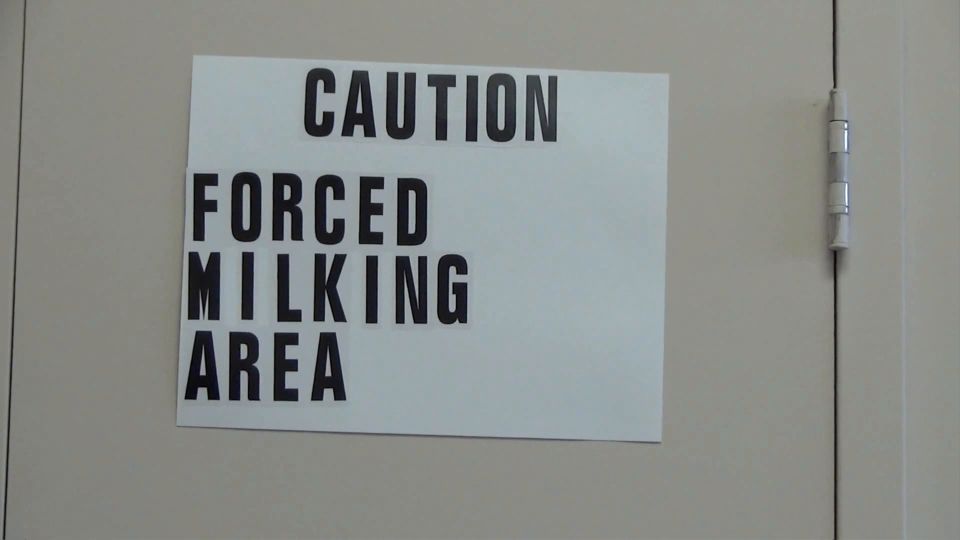 CAUTION
FORCED
MILKING
AREA